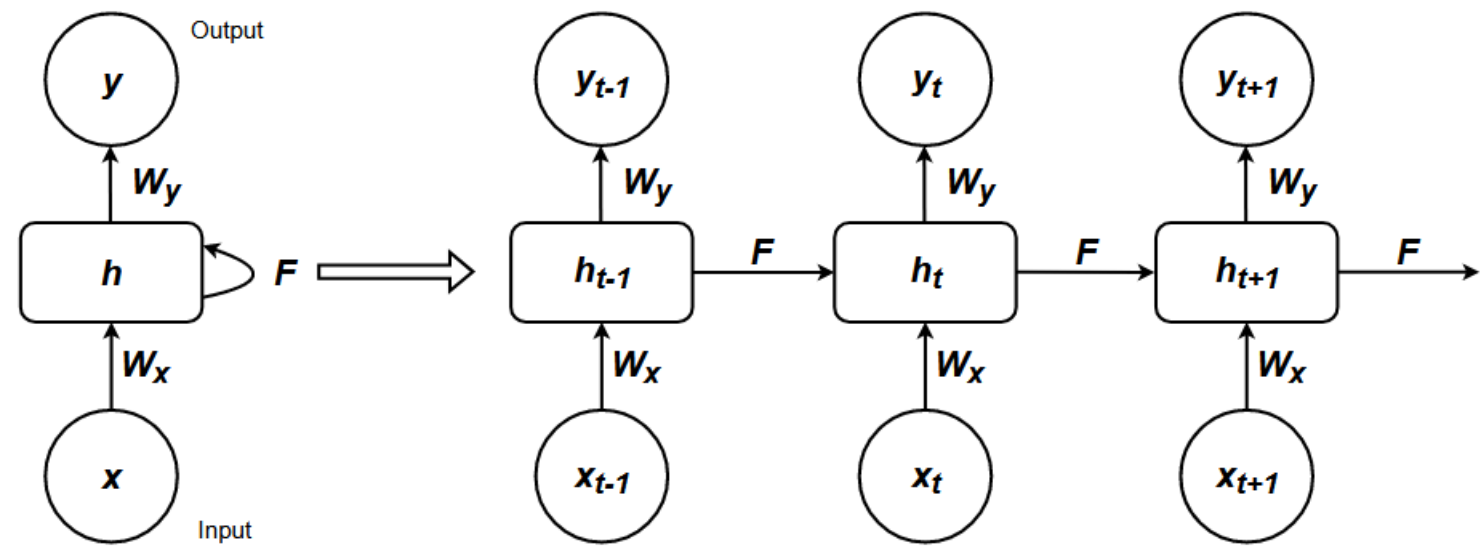 Output
y y_{t-1} y_t y_{t+1}
W_y W_y W_y W_y
F F F
h F h_{t-1} h_t h_{t+1}
W_x W_x W_x W_x
x x_{t-1} x_t x_{t+1}
Input